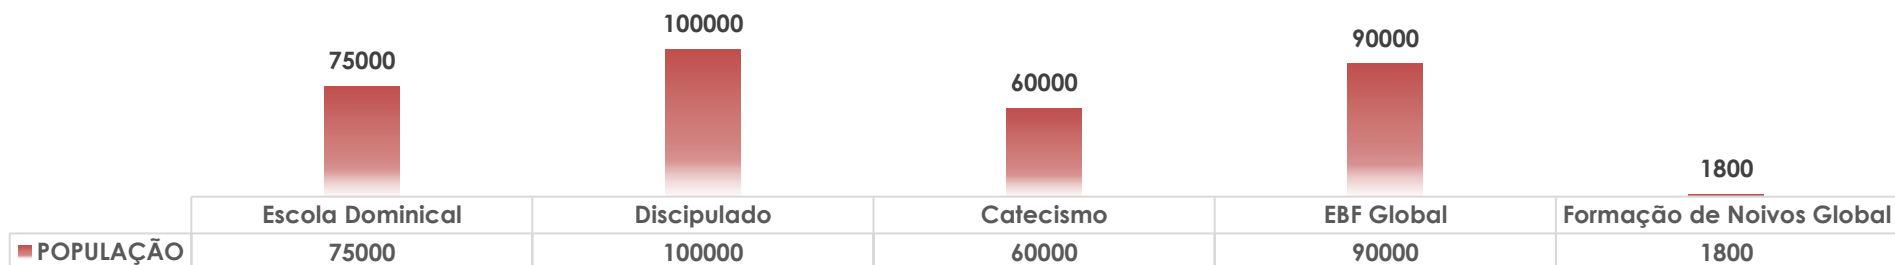 100000
90000
75000
60000
1800
Escola Dominical Discipulado Catecismo EBF Global Formação de Noivos Global
POPULAÇÃO 75000 100000 60000 90000 1800